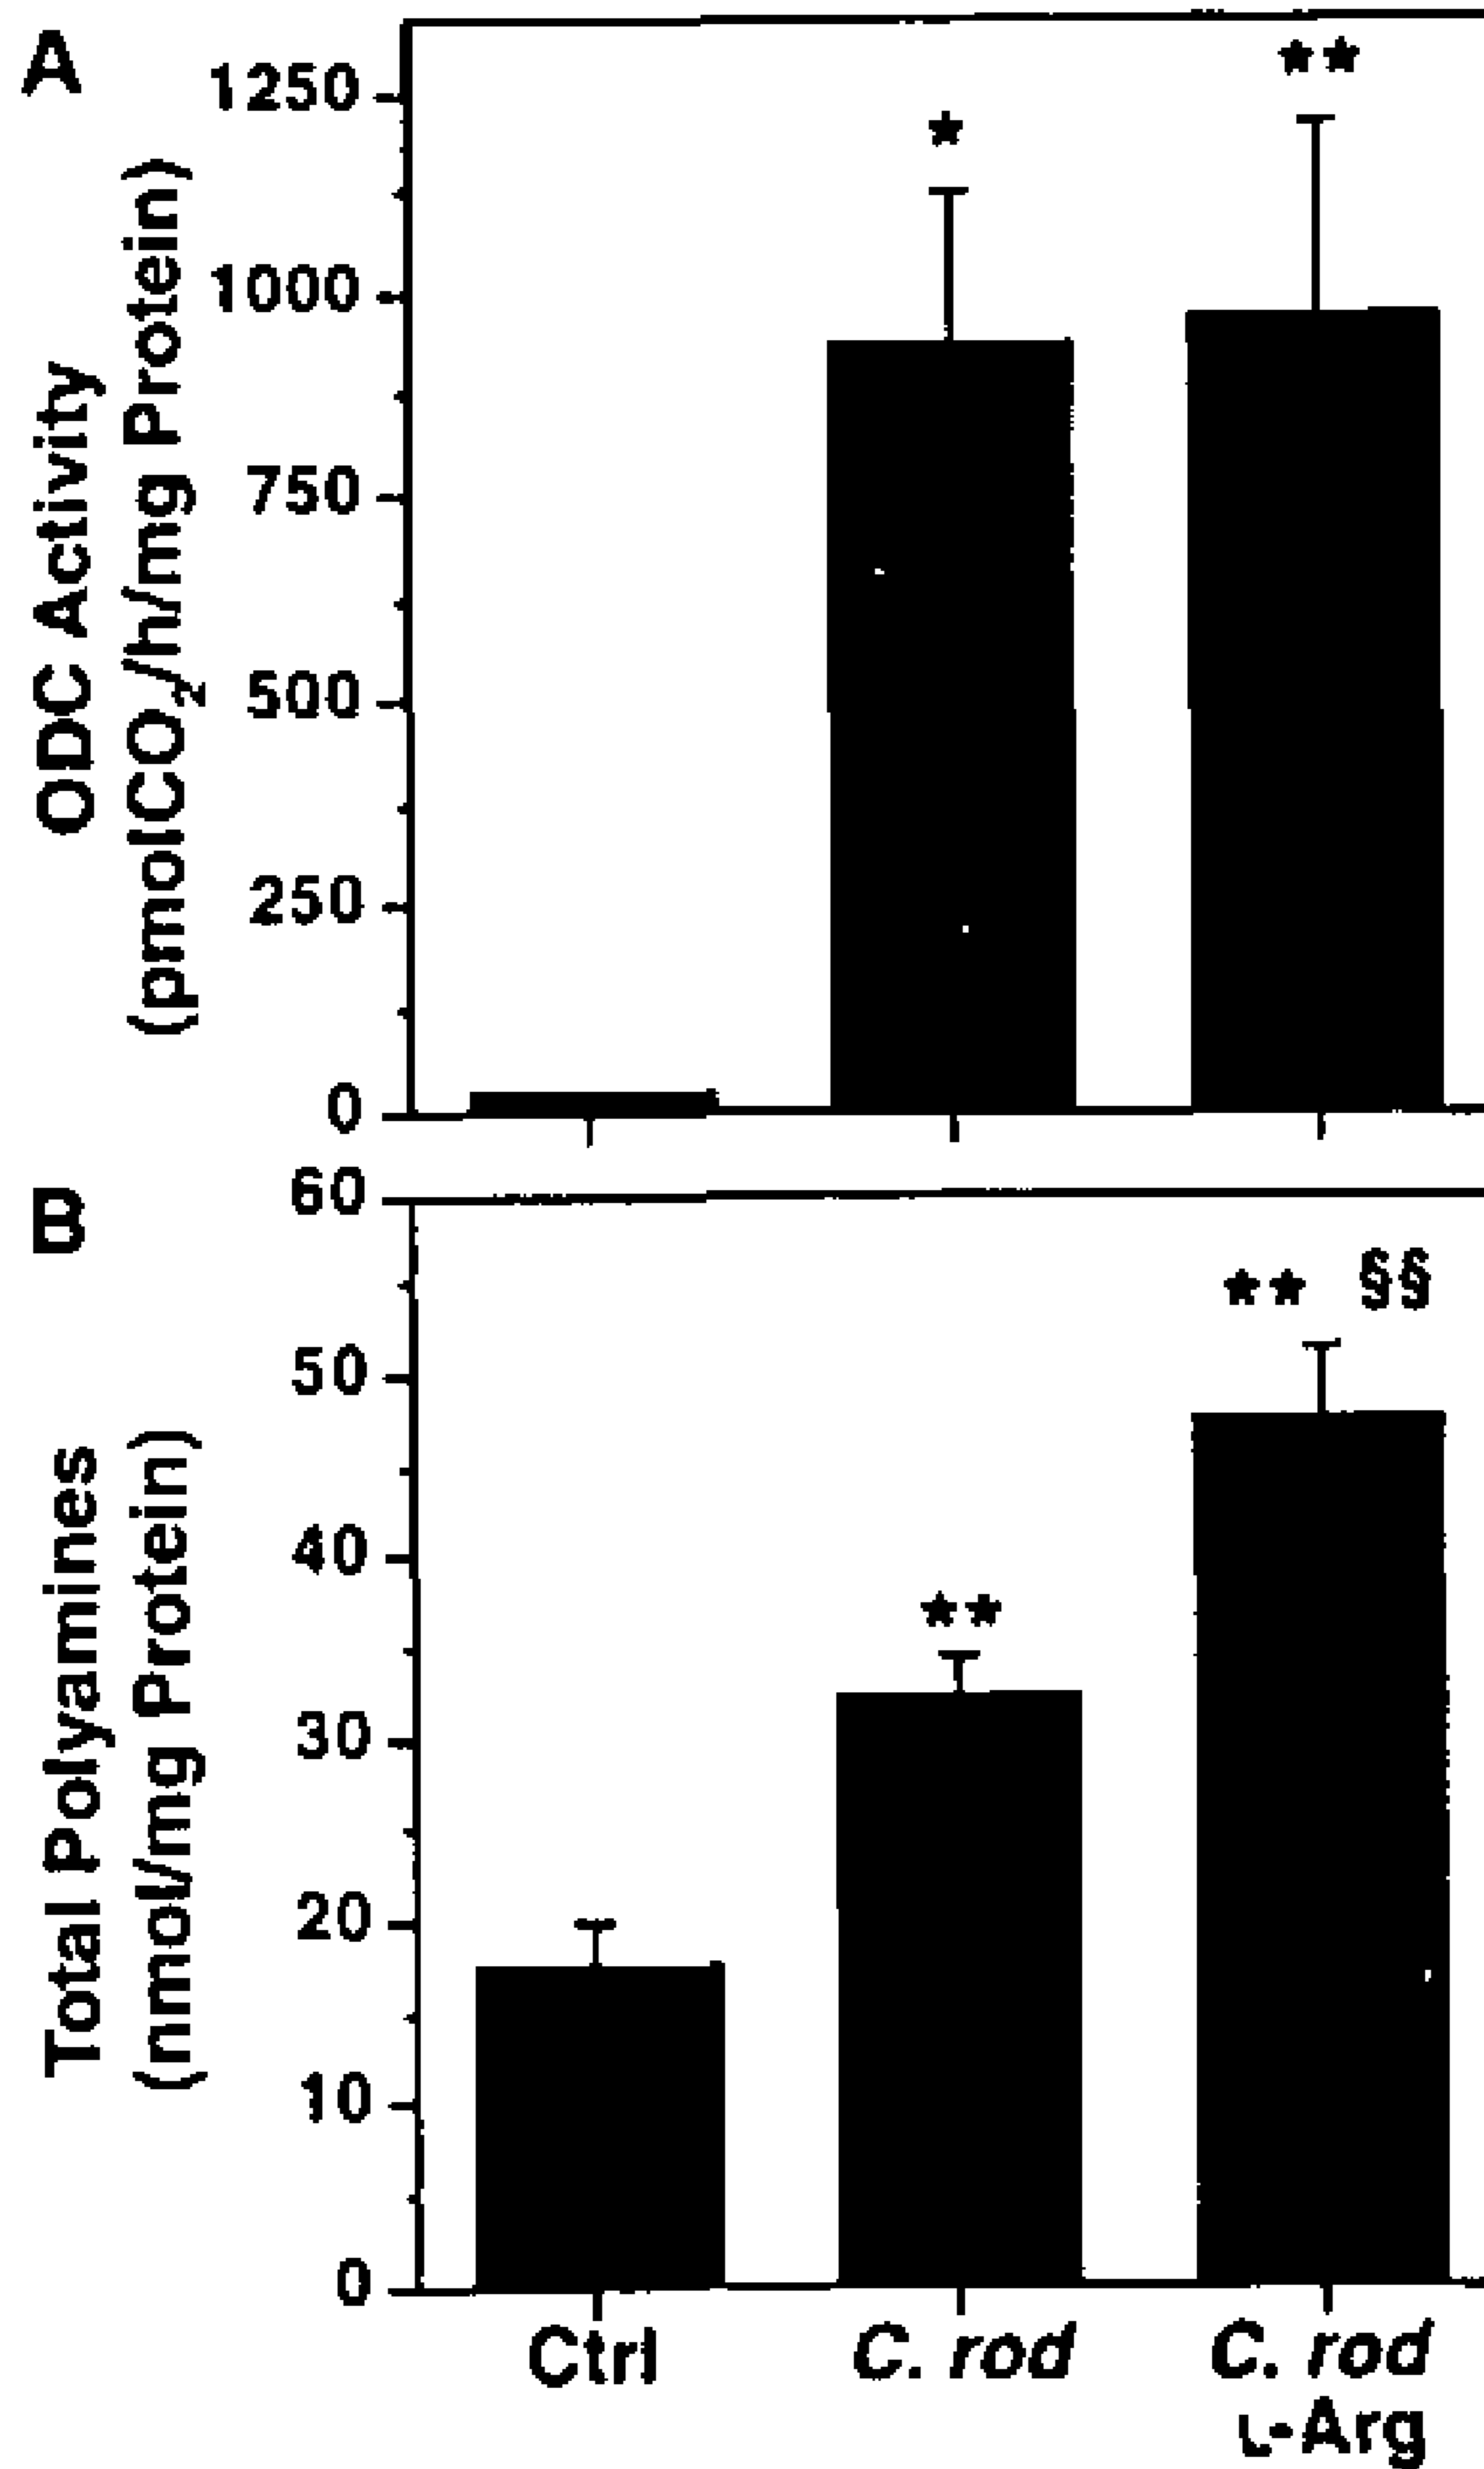 A
ODC Activity
(pmolCO2/h/mg Protein)
1250
1000
750
500
250
0
*
**
B
Total Polyamines
(nmol/mg Protein)
60
50
40
30
20
10
0
**
** §§
Ctrl
C. rod
C. rod
L-Arg